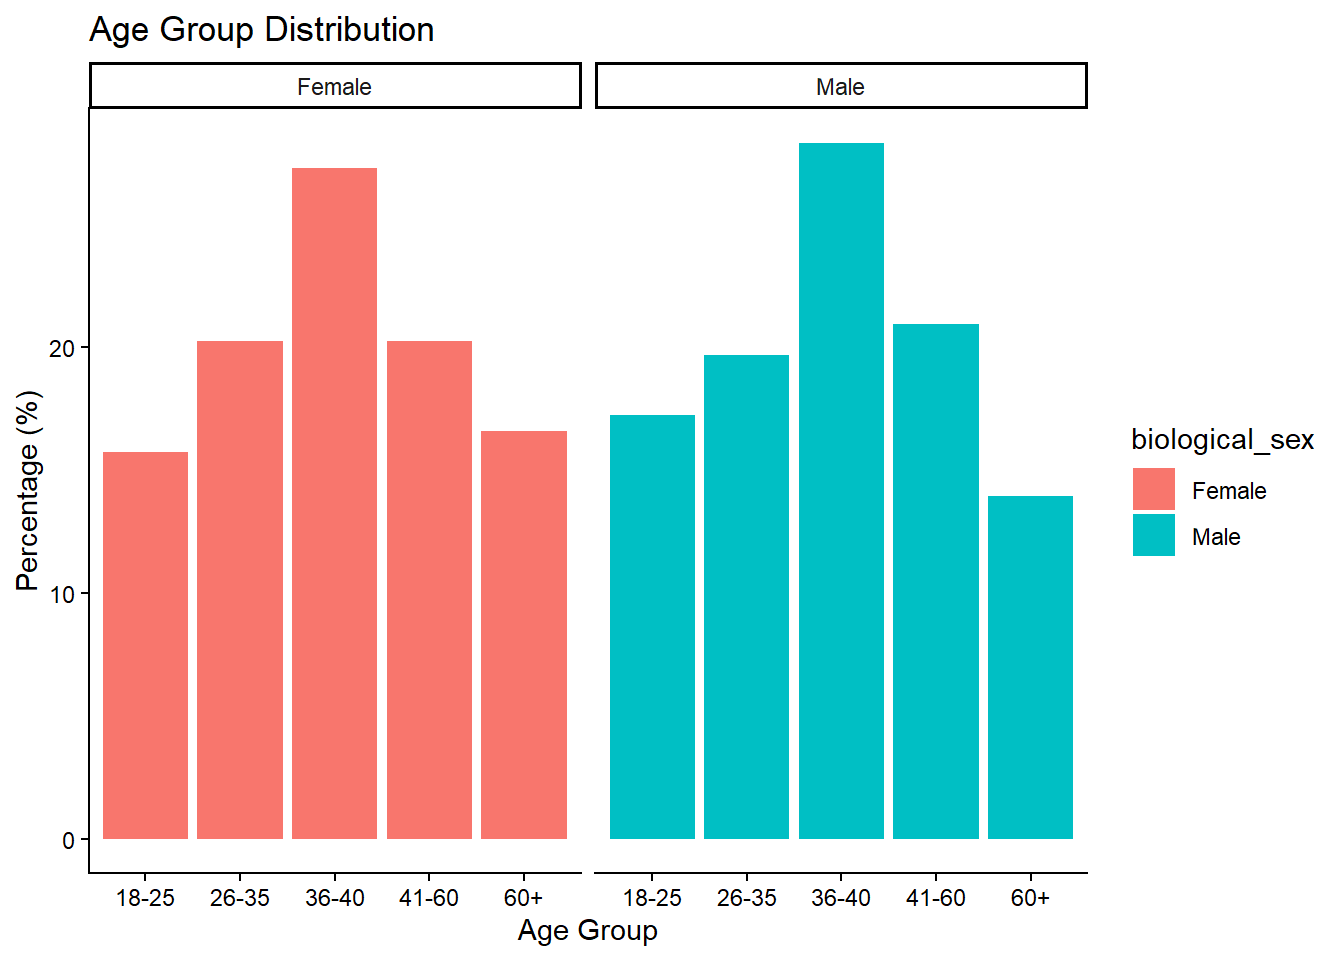 Age Group Distribution
Female
Male
20
10
0
Percentage (%)
18-25 26-35 36-40 41-60 60+
18-25 26-35 36-40 41-60 60+
Age Group
biological_sex
Female
Male